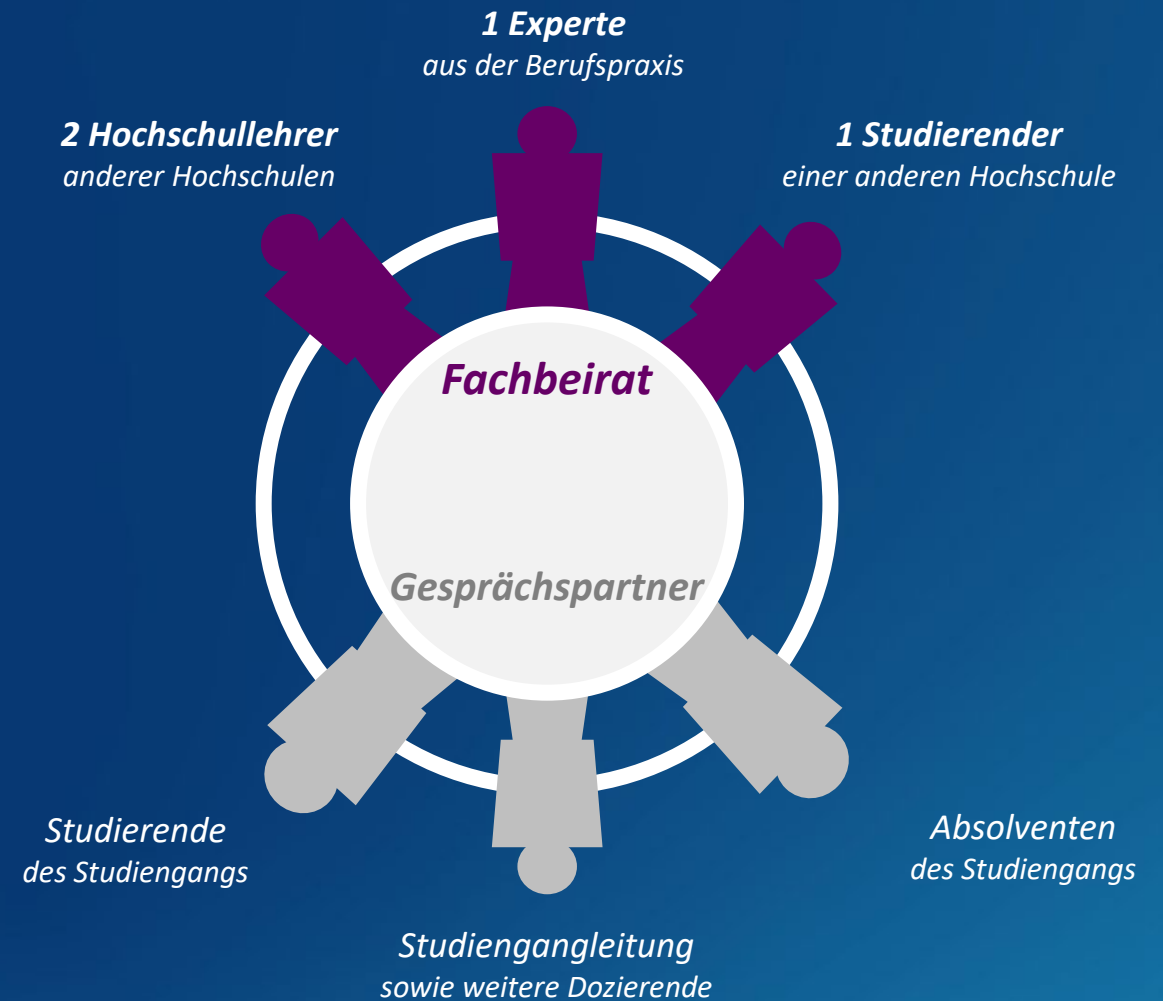 1 Experte
aus der Berufspraxis
2 Hochschullehrer
anderer Hochschulen
1 Studierender
einer anderen Hochschule
Fachbeirat
Gesprächspartner
Studierende
des Studiengangs
Absolventen
des Studiengangs
Studiengangleitung
sowie weitere Dozierende